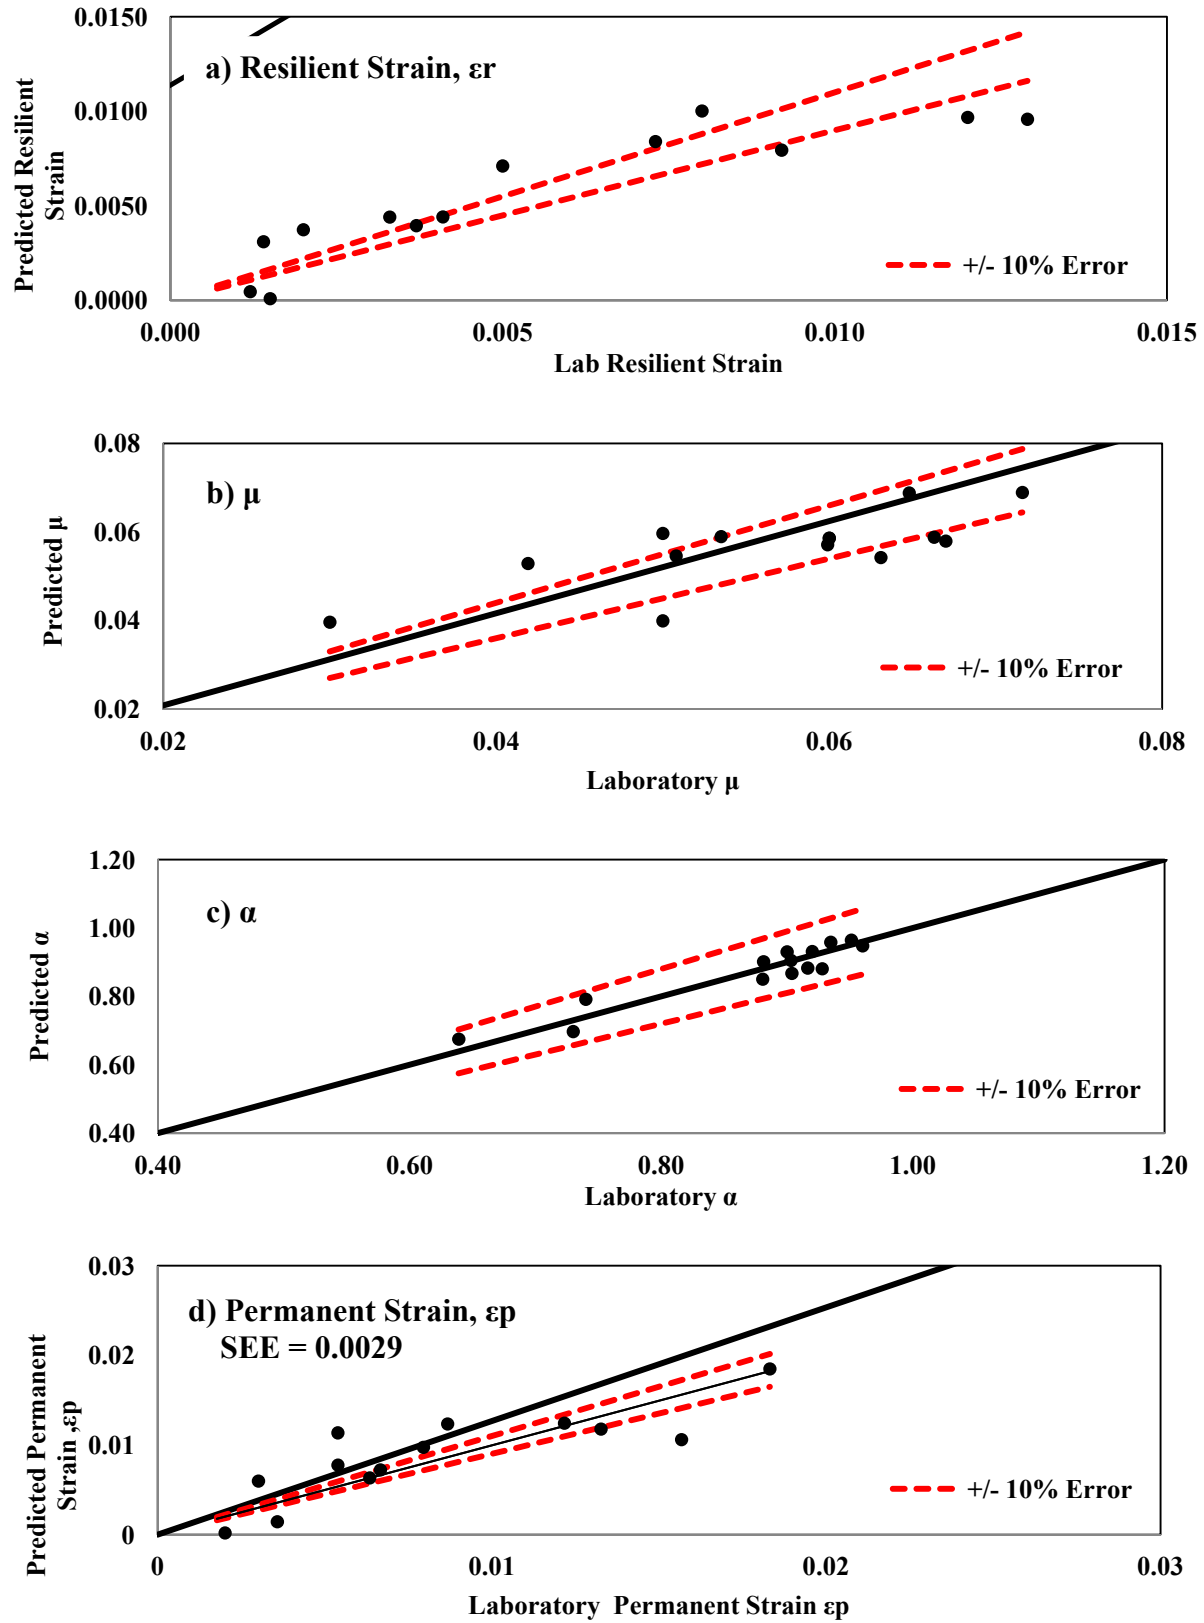 0.0150
a) Resilient Strain, εr
0.0100
Predicted Resilient
Strain
0.0050
+/- 10% Error
0.0000
0.000 0.005 0.010 0.015
Lab Resilient Strain
0.08
b) μ
0.06
Predicted μ
0.04
+/- 10% Error
0.02
0.02 0.04 0.06 0.08
Laboratory μ
1.20
c) α
1.00
Predicted α
0.80
0.60
+/- 10% Error
0.40
0.40 0.60 0.80 1.00 1.20
Laboratory α
0.03
d) Permanent Strain, εp
SEE = 0.0029
0.02
Predicted Permanent
Strain ,εp
0.01
+/- 10% Error
0
0 0.01 0.02 0.03
Laboratory Permanent Strain εp